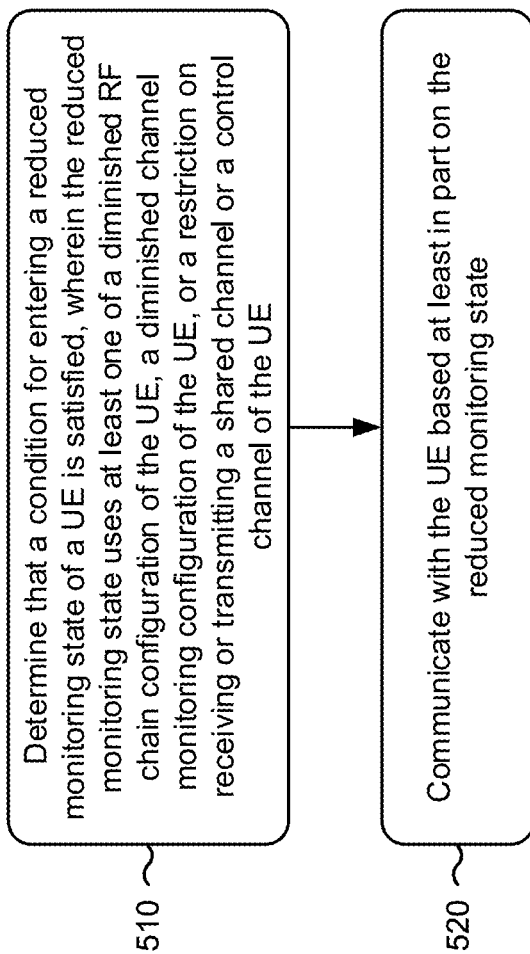 510
Determine that a condition for entering a reduced
monitoring state of a UE is satisfied, wherein the reduced
monitoring state uses at least one of a diminished RF
chain configuration of the UE, a diminished channel
monitoring configuration of the UE, or a restriction on
receiving or transmitting a shared channel or a control
channel of the UE
520
Communicate with the UE based at least in part on the
reduced monitoring state